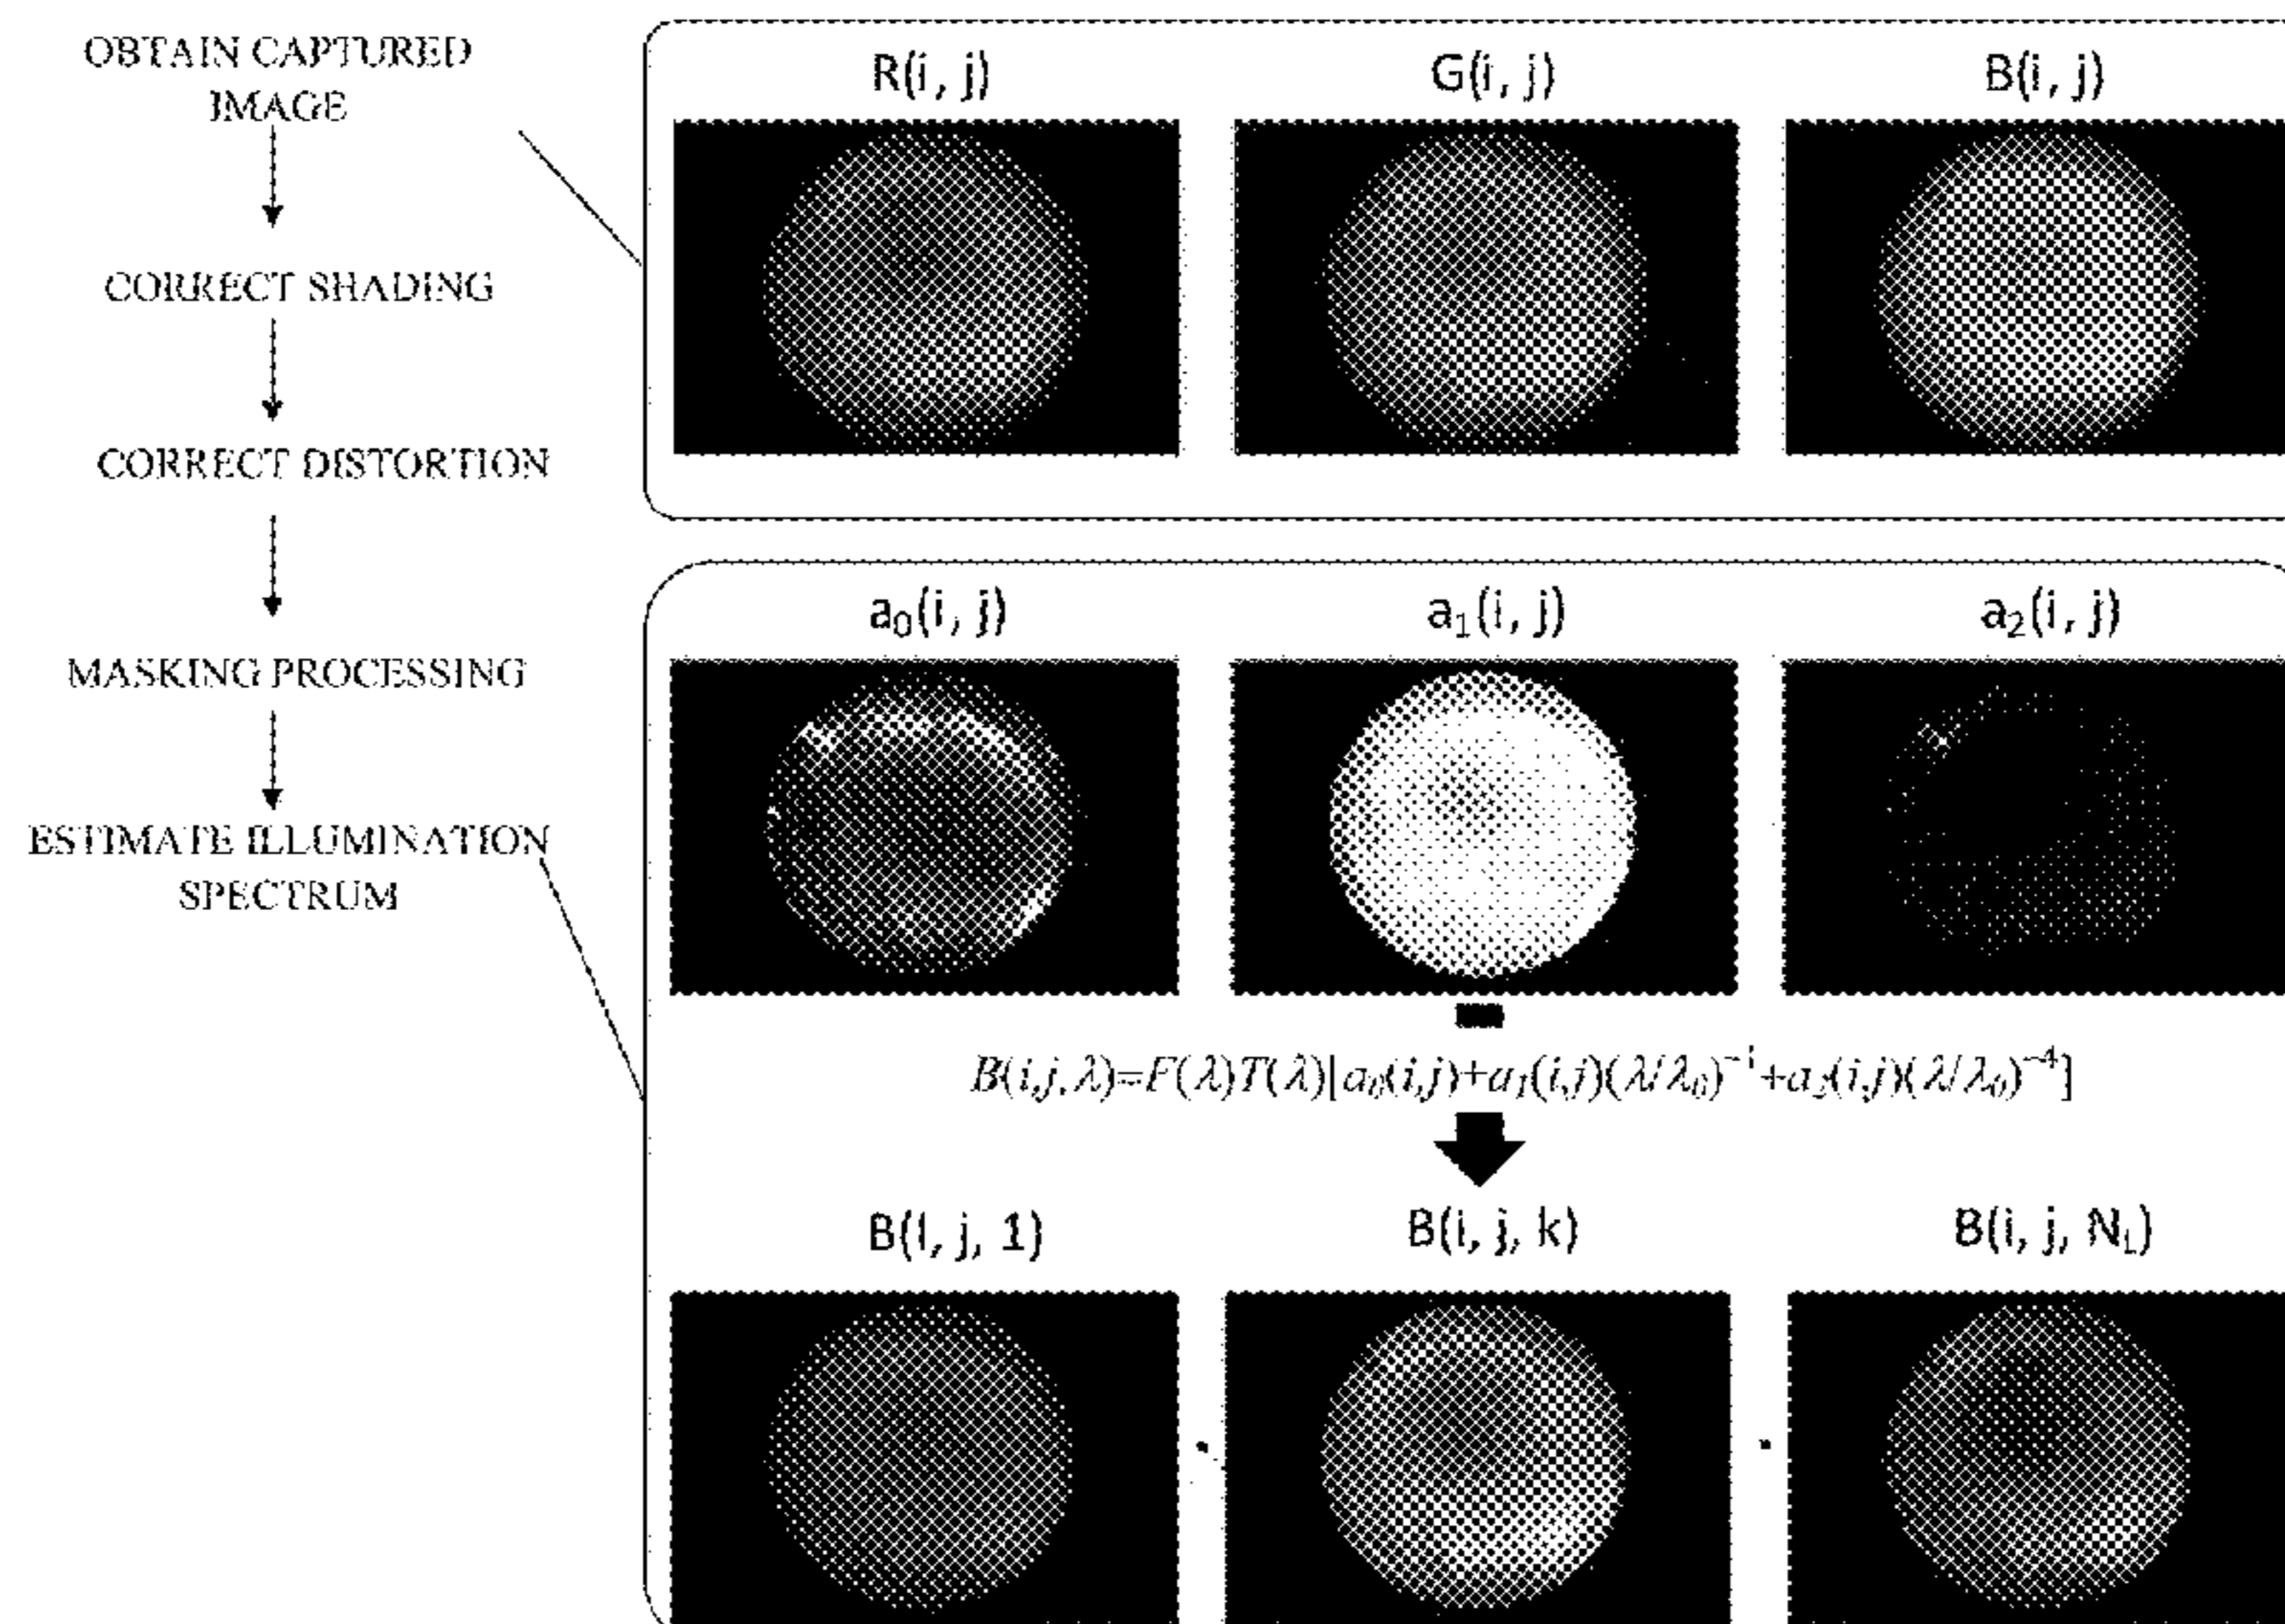 OBTAIN CAPTURED
IMAGE
CORRECT SHADING
CORRECT DISTORTION
MASKING PROCESSING
ESTIMATE ILLUMINATION
SPECTRUM
R(i, j) G(i, j) B(i, j)
a₀(i, j) a₁(i, j) a₂(i, j)
B(i,j,λ)=F(λ)T(λ)[a₀(i,j)+a₁(i,j)(λ/λ₀)⁻¹+a₂(i,j)(λ/λ₀)⁻⁴]
B(i, j, 1) B(i, j, k) B(i, j, N_L)